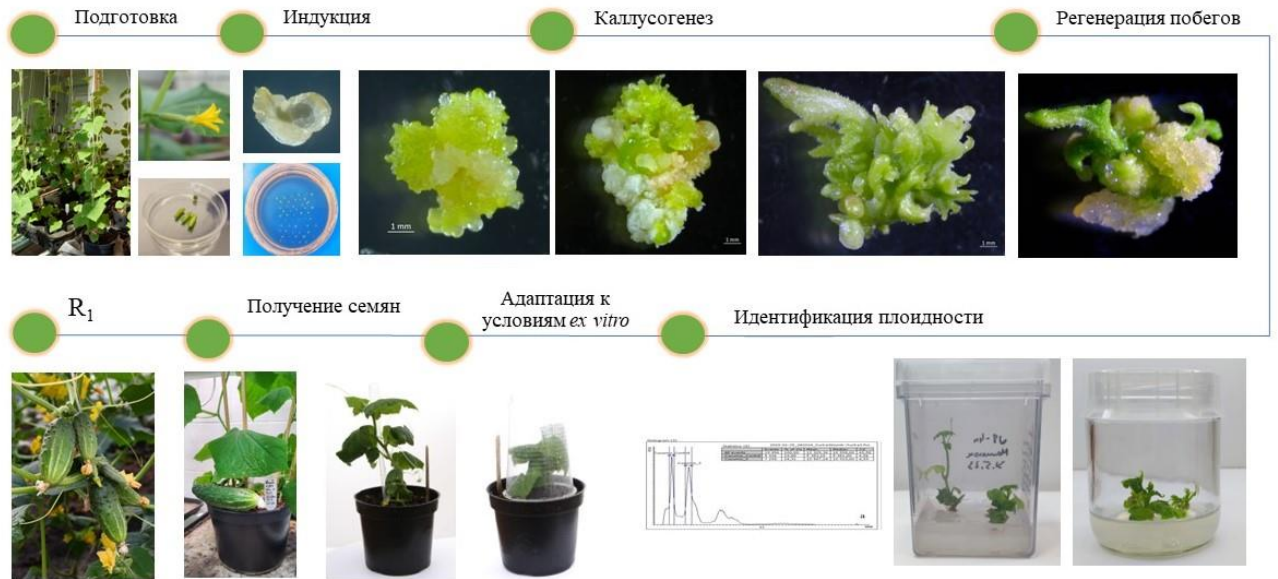 Подготовка
Индукция
Каллусогенез
Регенерация побегов
1 mm
1 mm
1 mm
R₁
Получение семян
Адаптация к
условиям ex vitro
Идентификация плоидности